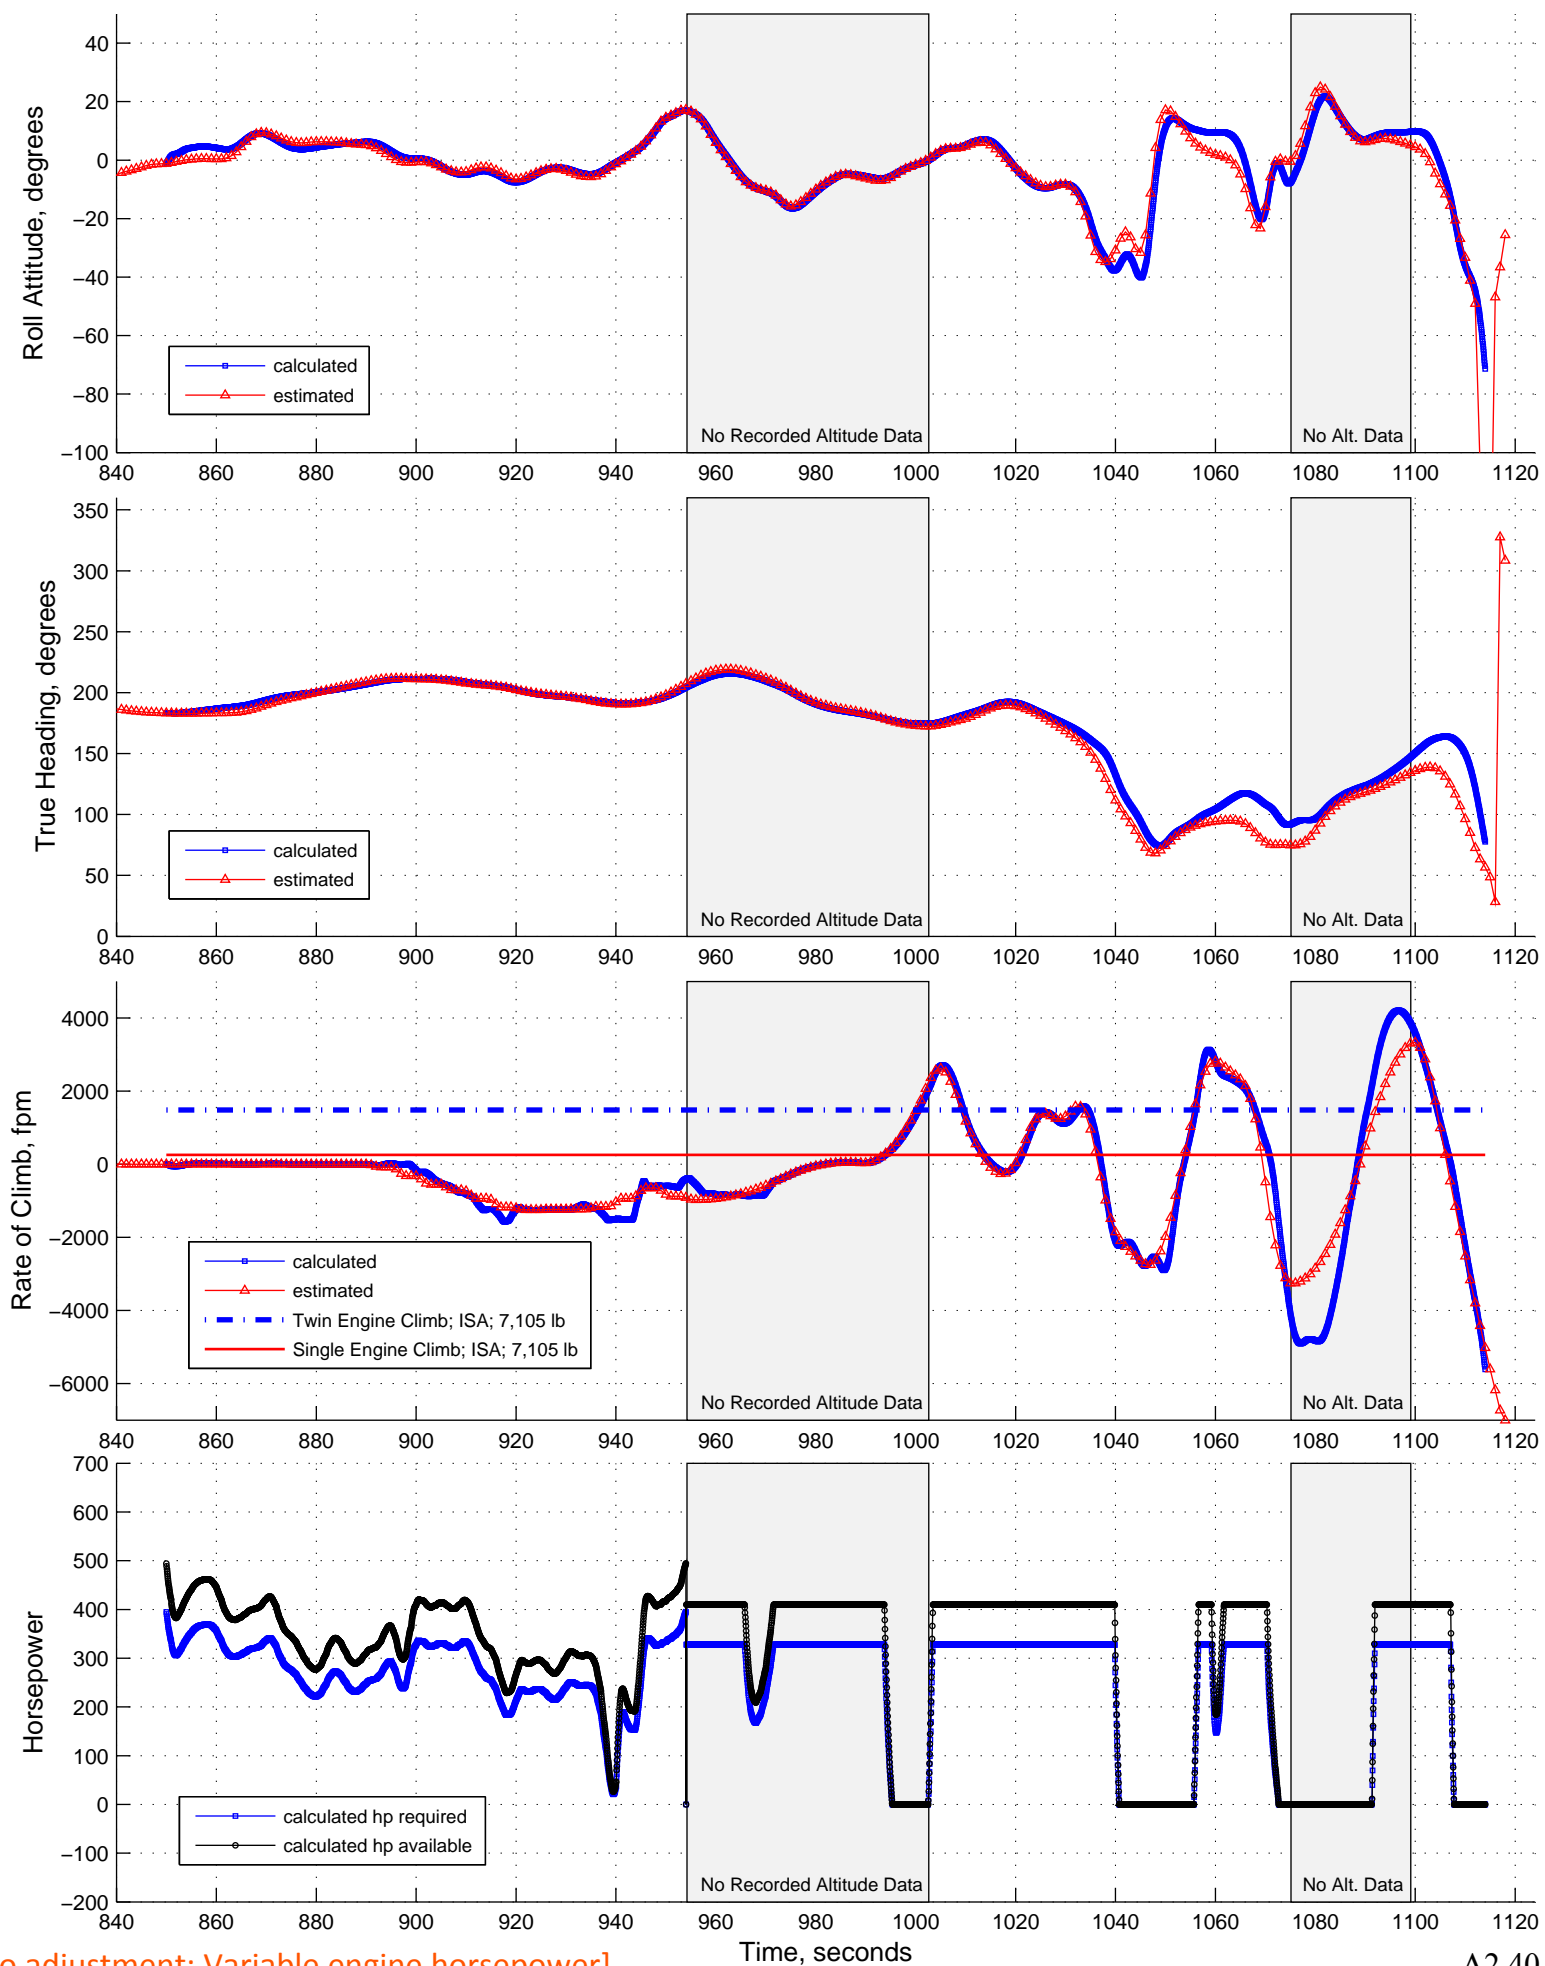 40
20
0
−20
−40
−60
−80
−100
Roll Attitude, degrees
calculated
estimated
No Recorded Altitude Data
No Alt. Data
840 860 880 900 920 940 960 980 1000 1020 1040 1060 1080 1100 1120
350
300
250
200
150
100
50
0
True Heading, degrees
calculated
estimated
No Recorded Altitude Data
No Alt. Data
840 860 880 900 920 940 960 980 1000 1020 1040 1060 1080 1100 1120
4000
2000
0
−2000
−4000
−6000
Rate of Climb, fpm
calculated
estimated
Twin Engine Climb; ISA; 7,105 lb
Single Engine Climb; ISA; 7,105 lb
No Recorded Altitude Data
No Alt. Data
840 860 880 900 920 940 960 980 1000 1020 1040 1060 1080 1100 1120
700
600
500
400
300
200
100
0
−100
−200
Horsepower
calculated hp required
calculated hp available
No Recorded Altitude Data
No Alt. Data
840 860 880 900 920 940 960 980 1000 1020 1040 1060 1080 1100 1120
Time, seconds
adjustment: Variable engine horsepower]
A2-40